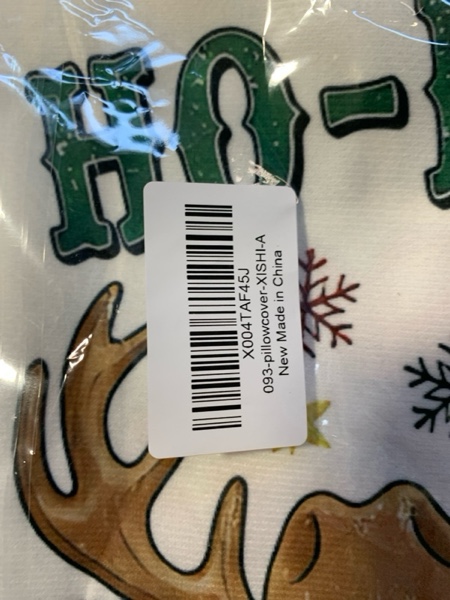 HO-
X004TAF45J
093-pillowcover-XISHI-A
New Made in China